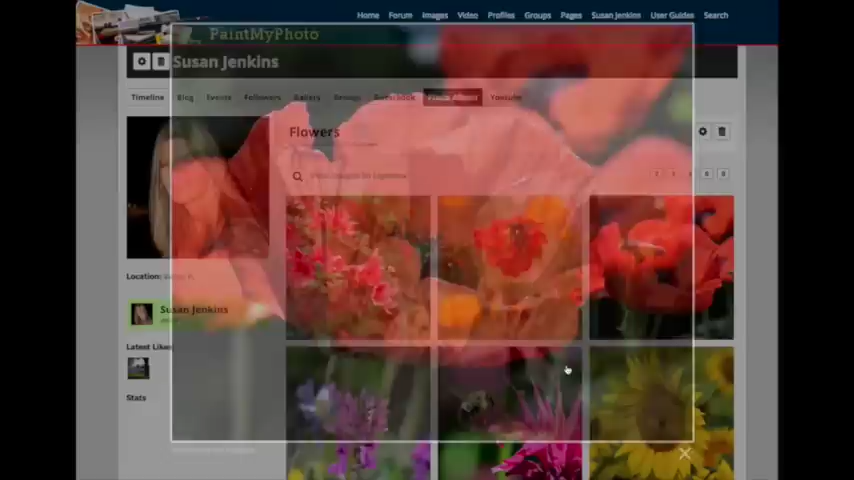 Home Forum Images Video Profiles Groups Pages Susan Jenkins User Guides Search
PaintMyPhoto
Susan Jenkins
Timeline Blog Events Followers Gallery Groups Photo Albums Youtube
Flowers
Location:
Susan Jenkins
Latest Likes
Stats